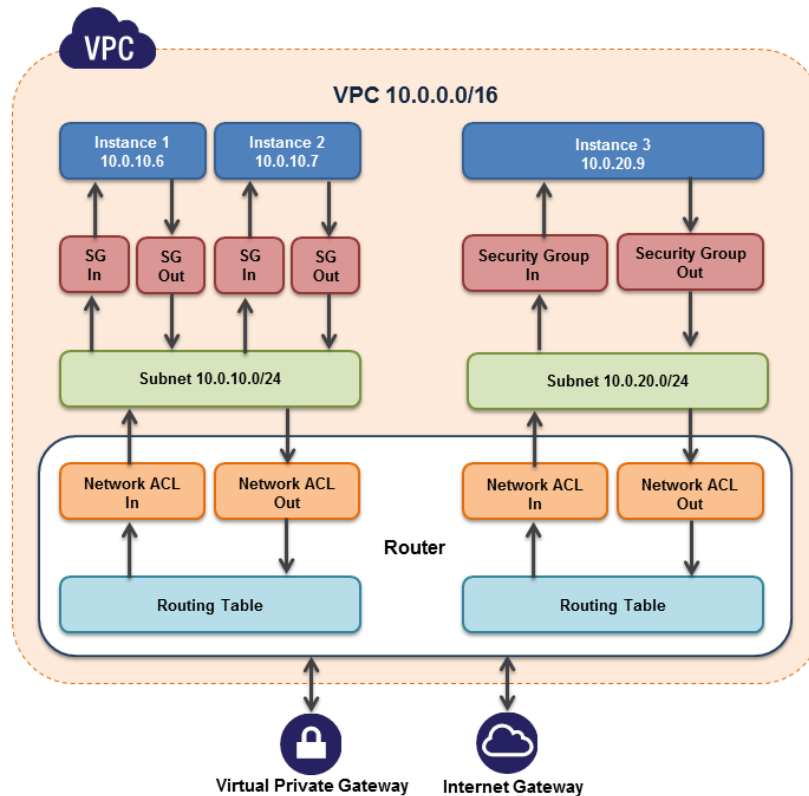 VPC
VPC 10.0.0.0/16
Instance 1
10.0.10.6
Instance 2
10.0.10.7
Instance 3
10.0.20.9
SG
In
SG
Out
SG
In
SG
Out
Security Group
In
Security Group
Out
Subnet 10.0.10.0/24
Subnet 10.0.20.0/24
Network ACL
In
Network ACL
Out
Network ACL
In
Network ACL
Out
Router
Routing Table
Routing Table
Virtual Private Gateway
Internet Gateway